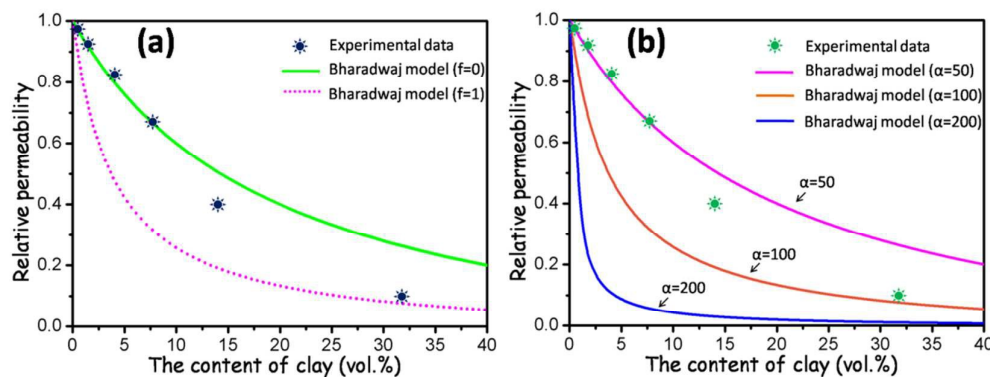 (a)
Experimental data
Bharadwaj model (f=0)
Bharadwaj model (f=1)
Relative permeability
1.0
0.8
0.6
0.4
0.2
0.0
0 5 10 15 20 25 30 35 40
The content of clay (vol.%)
(b)
Experimental data
Bharadwaj model (α=50)
Bharadwaj model (α=100)
Bharadwaj model (α=200)
Relative permeability
1.0
0.8
0.6
0.4
0.2
0.0
α=50
α=100
α=200
0 5 10 15 20 25 30 35 40
The content of clay (vol.%)